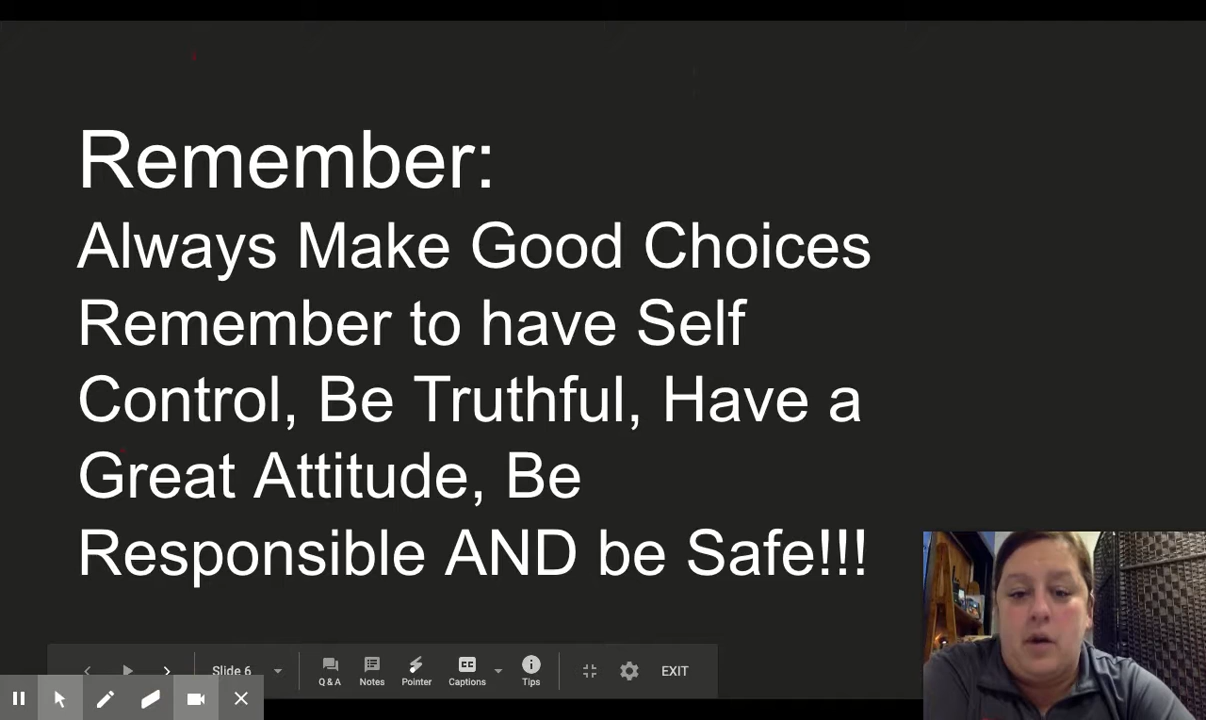 Remember:
Always Make Good Choices
Remember to have Self
Control, Be Truthful, Have a
Great Attitude, Be
Responsible AND be Safe!!!
Slide 6
Q & A
Notes
Pointer
CC
Captions
Tips
EXIT